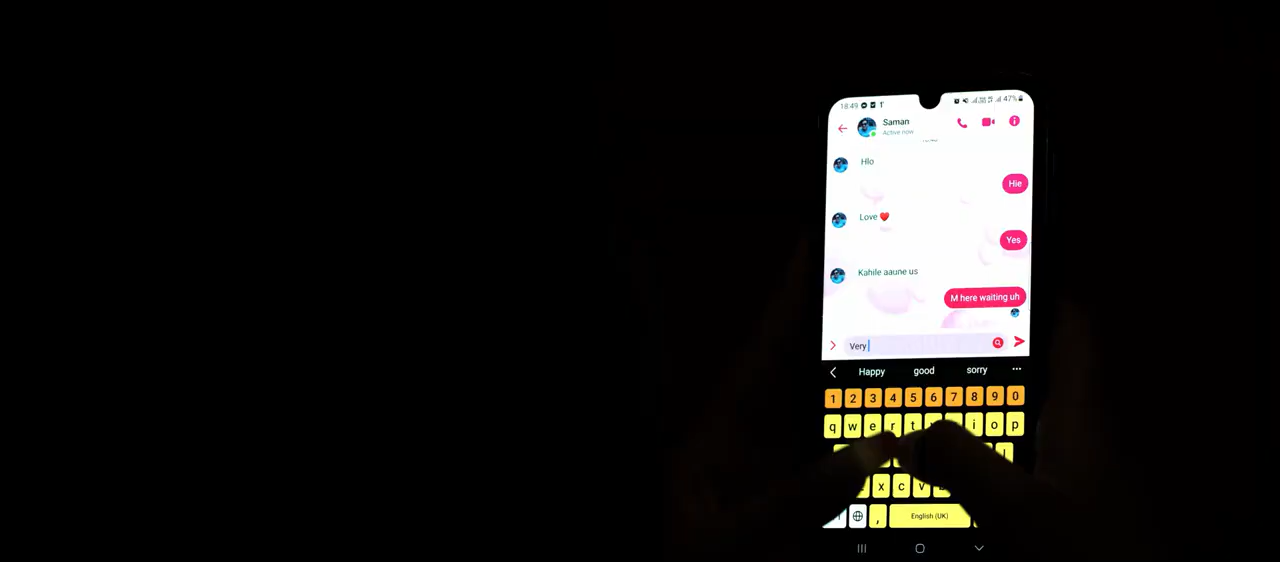 18:49
47%
Saman
Active now
Hlo
Hie
Love ❤️
Yes
Kahile aaune us
M here waiting uh
Very
Happy good sorry ...
1 2 3 4 5 6 7 8 9 0
q w e r t i o p
x c v
, English (UK)